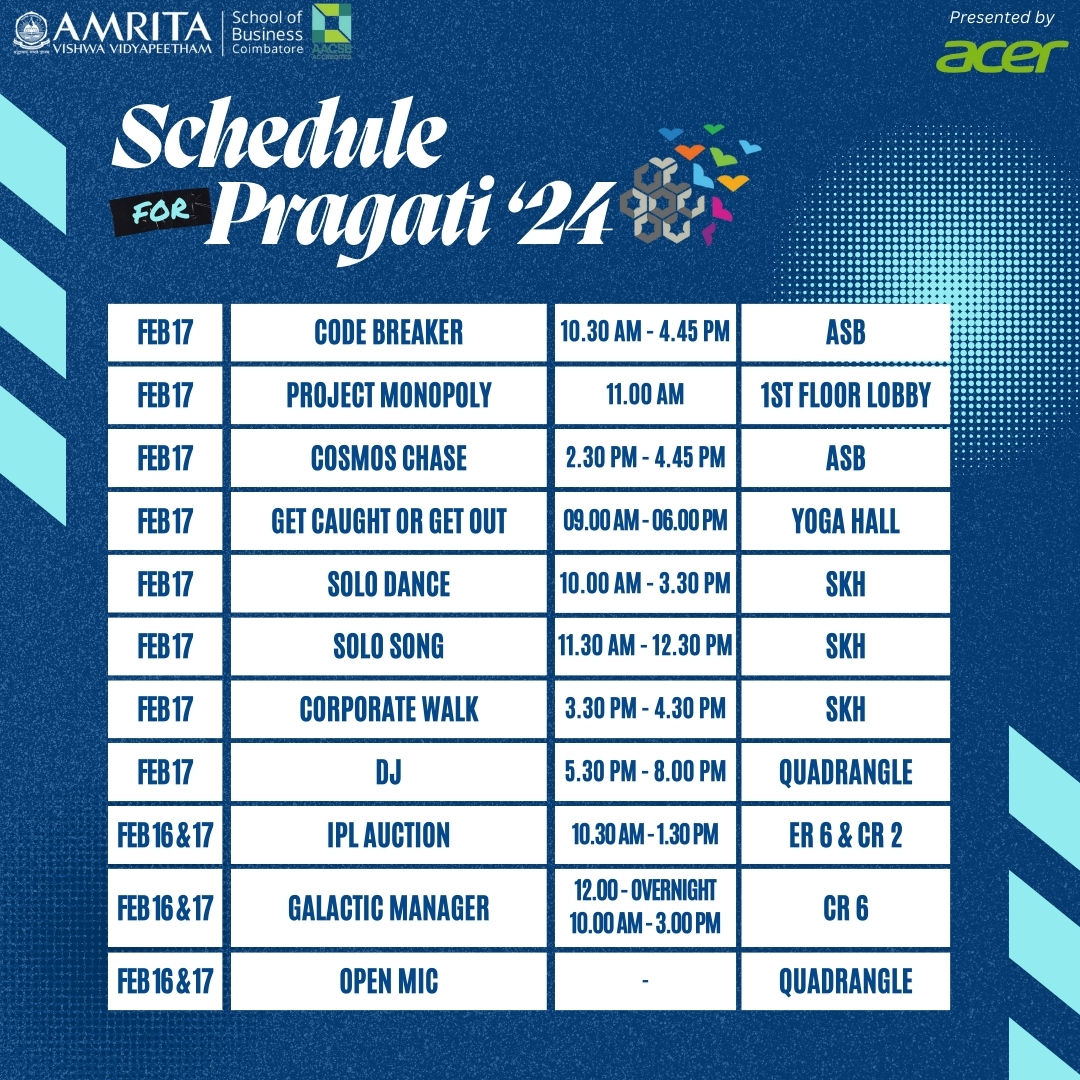 AMRITA
VISHWA VIDYAPEETHAM
School of
Business
Coimbatore
AACSB
ACCREDITED
Presented by
acer
Schedule
FOR Pragati ‘24
FEB 17 CODE BREAKER 10.30 AM - 4.45 PM ASB
FEB 17 PROJECT MONOPOLY 11.00 AM 1ST FLOOR LOBBY
FEB 17 COSMOS CHASE 2.30 PM - 4.45 PM ASB
FEB 17 GET CAUGHT OR GET OUT 09.00 AM - 06.00 PM YOGA HALL
FEB 17 SOLO DANCE 10.00 AM - 3.30 PM SKH
FEB 17 SOLO SONG 11.30 AM - 12.30 PM SKH
FEB 17 CORPORATE WALK 3.30 PM - 4.30 PM SKH
FEB 17 DJ 5.30 PM - 8.00 PM QUADRANGLE
FEB 16 & 17 IPL AUCTION 10.30 AM - 1.30 PM ER 6 & CR 2
FEB 16 & 17 GALACTIC MANAGER 12.00 - OVERNIGHT
10.00 AM - 3.00 PM CR 6
FEB 16 & 17 OPEN MIC - QUADRANGLE